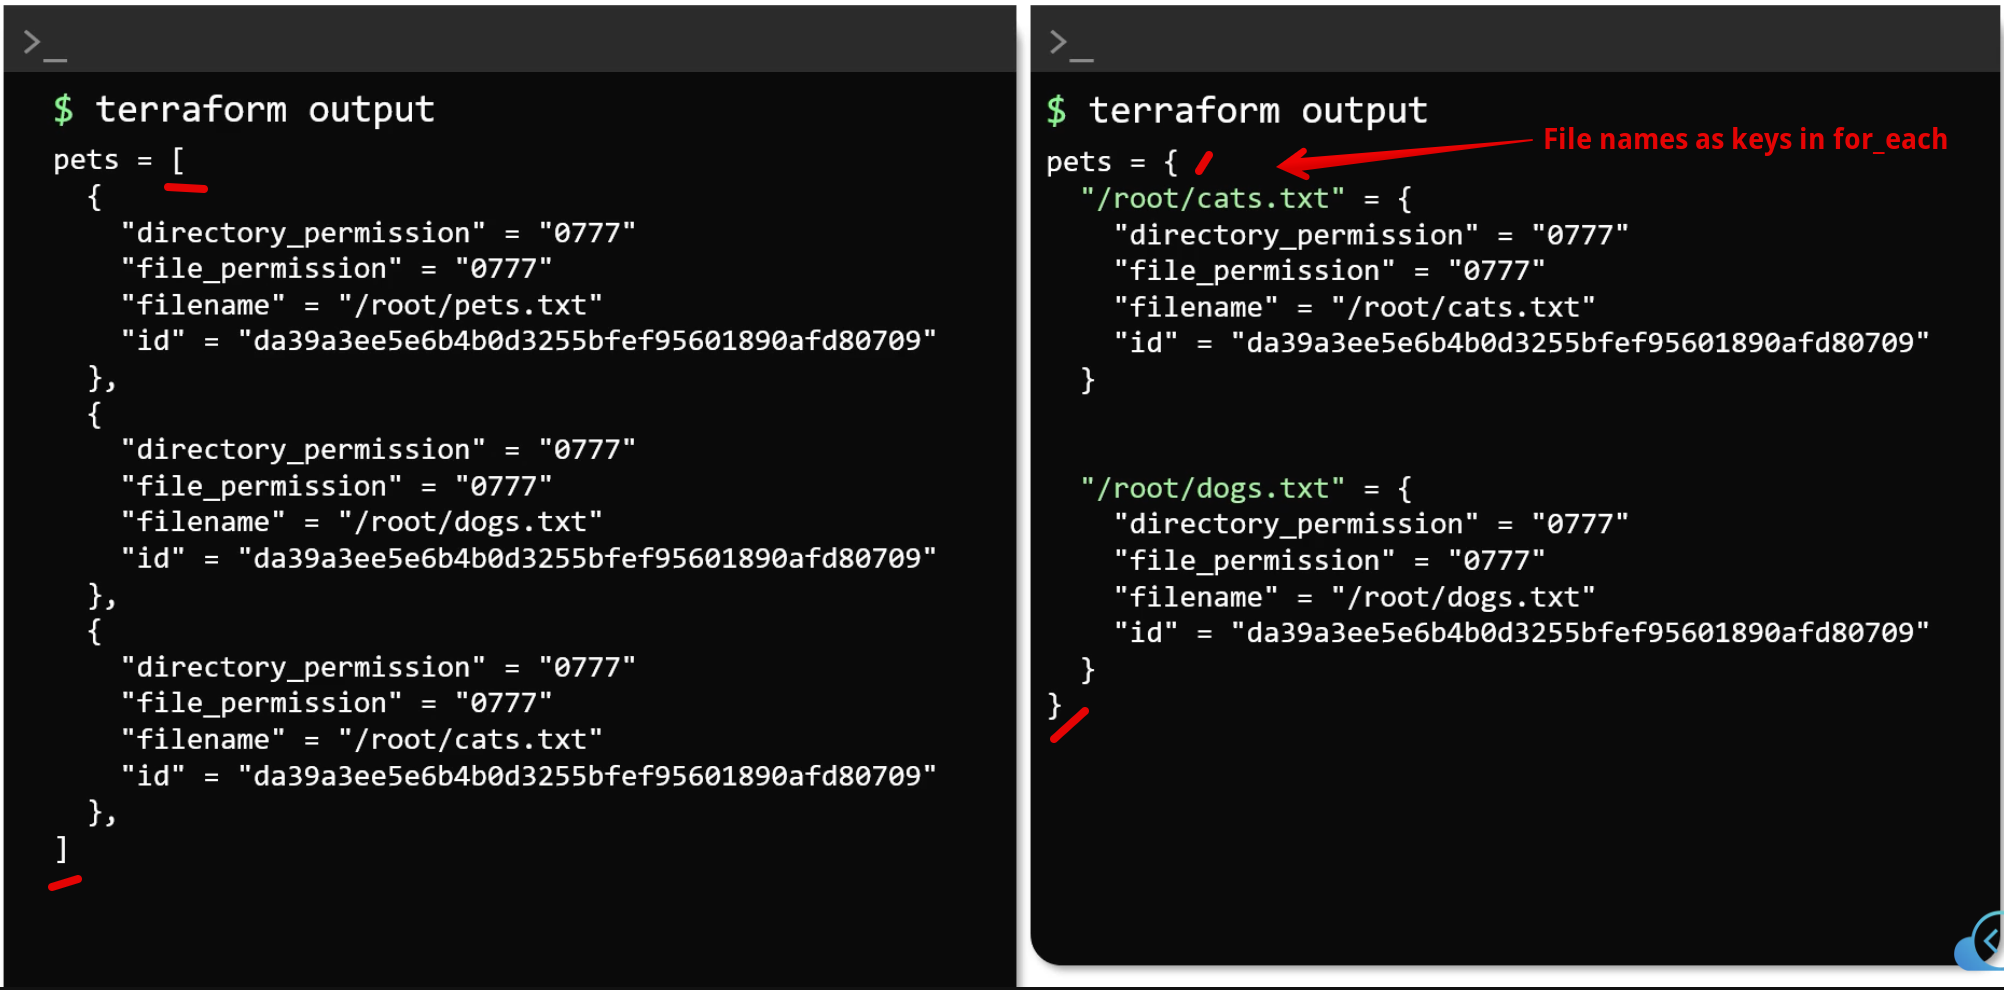 >_
$ terraform output
pets = [
{
"directory_permission" = "0777"
"file_permission" = "0777"
"filename" = "/root/pets.txt"
"id" = "da39a3ee5e6b4b0d3255bfef95601890afd80709"
},
{
"directory_permission" = "0777"
"file_permission" = "0777"
"filename" = "/root/dogs.txt"
"id" = "da39a3ee5e6b4b0d3255bfef95601890afd80709"
},
{
"directory_permission" = "0777"
"file_permission" = "0777"
"filename" = "/root/cats.txt"
"id" = "da39a3ee5e6b4b0d3255bfef95601890afd80709"
},
]
>_
$ terraform output
File names as keys in for_each
pets = {
"/root/cats.txt" = {
"directory_permission" = "0777"
"file_permission" = "0777"
"filename" = "/root/cats.txt"
"id" = "da39a3ee5e6b4b0d3255bfef95601890afd80709"
}
"/root/dogs.txt" = {
"directory_permission" = "0777"
"file_permission" = "0777"
"filename" = "/root/dogs.txt"
"id" = "da39a3ee5e6b4b0d3255bfef95601890afd80709"
}
}